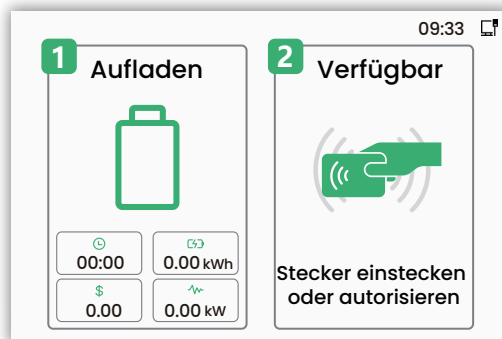 09:33
1
Aufladen
00:00
0.00 kWh
$
0.00
0.00 kW
2
Verfügbar
Stecker einstecken
oder autorisieren